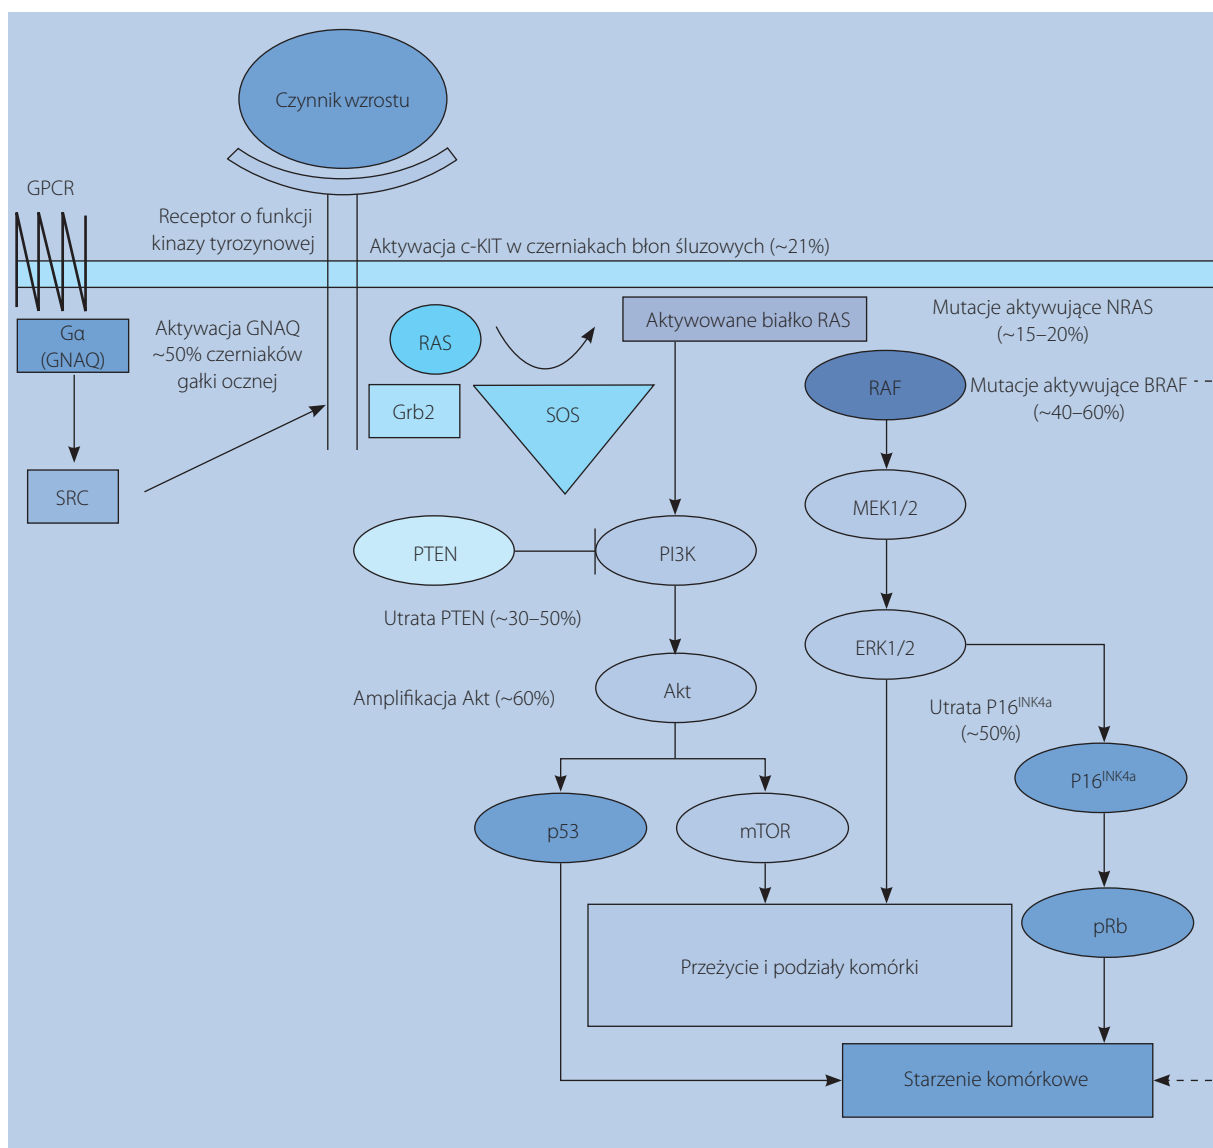 Czynnik wzrostu
GPCR
Receptor o funkcji
kinazy tyrozynowej
Aktywacja c-KIT w czerniakach błon śluzowych (~21%)
Gα
(GNAQ)
Aktywacja GNAQ
~50% czerniaków
gałki ocznej
RAS
Aktywowane białko RAS
Mutacje aktywujące NRAS
(~15–20%)
RAF
Mutacje aktywujące BRAF
(~40–60%)
Grb2
SOS
SRC
MEK1/2
PTEN
PI3K
Utrata PTEN (~30–50%)
ERK1/2
Akt
Amplifikacja Akt (~60%)
Utrata P16INK4a
(~50%)
P16INK4a
p53
mTOR
pRb
Przeżycie i podziały komórki
Starzenie komórkowe